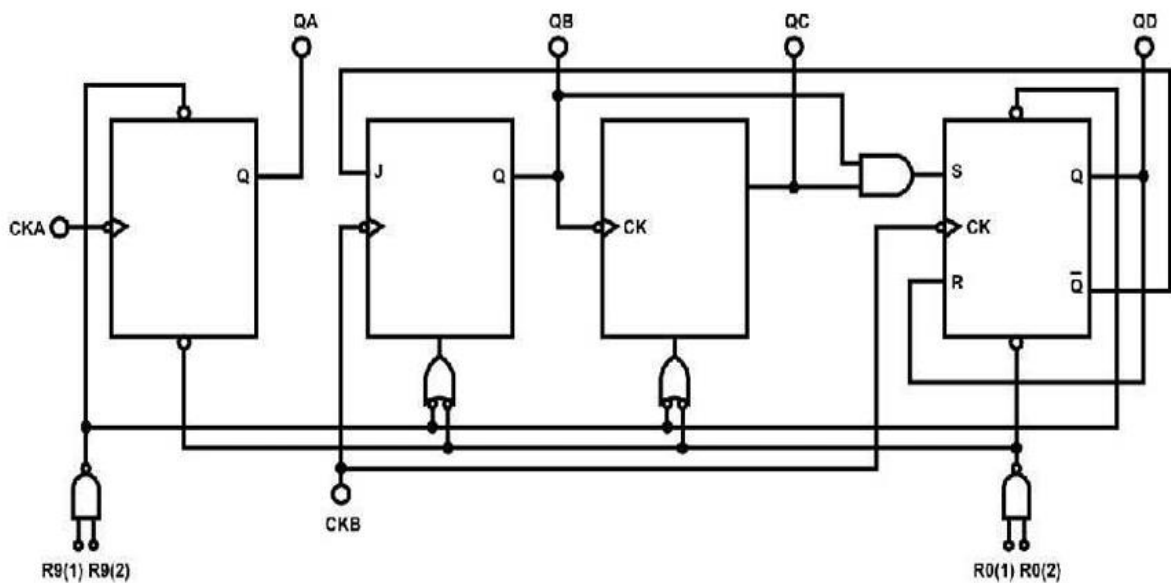 QA QB QC QD
J Q S Q
Q
CKA CK CK
R Q̅
CKB
R9(1) R9(2) R0(1) R0(2)